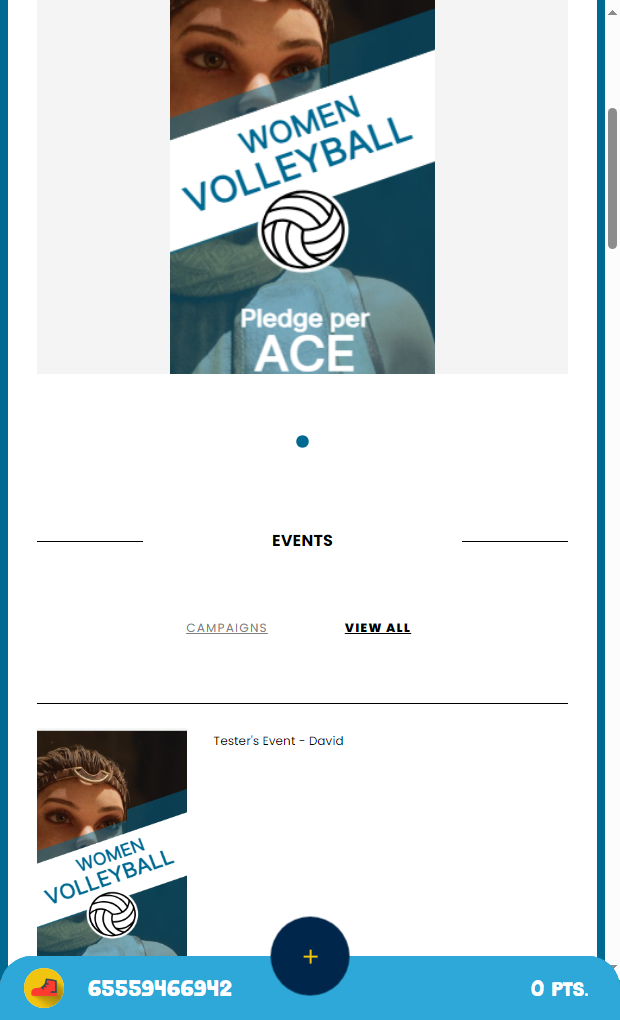 WOMEN
VOLLEYBALL
Pledge per
ACE
EVENTS
CAMPAIGNS
VIEW ALL
Tester's Event - David
WOMEN
VOLLEYBALL
+
65559466942
0 PTS.